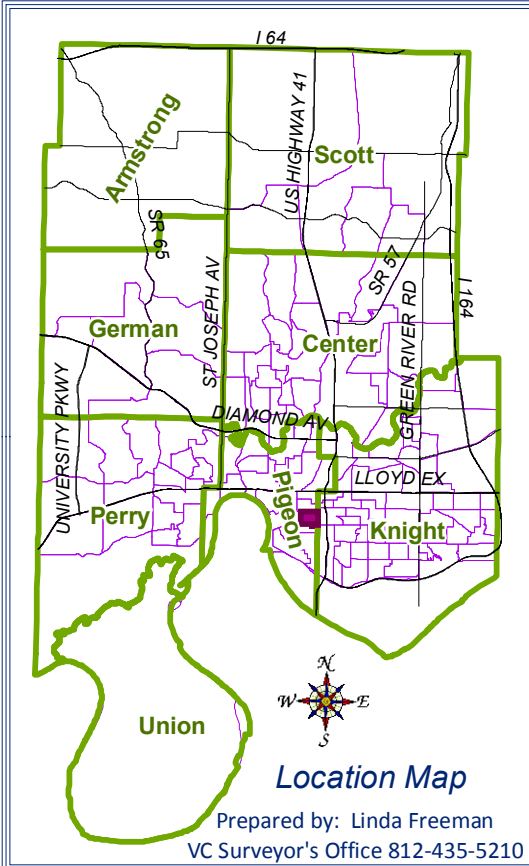 I 64
Armstrong
Scott
US HIGHWAY 41
SR 65
SR 57
I 164
ST JOSEPH AV
German
Center
GREEN RIVER RD
UNIVERSITY PKWY
DIAMOND AV
Pigeon
LLOYD EX
Perry
Knight
N
W E
S
Union
Location Map
Prepared by: Linda Freeman
VC Surveyor's Office 812-435-5210